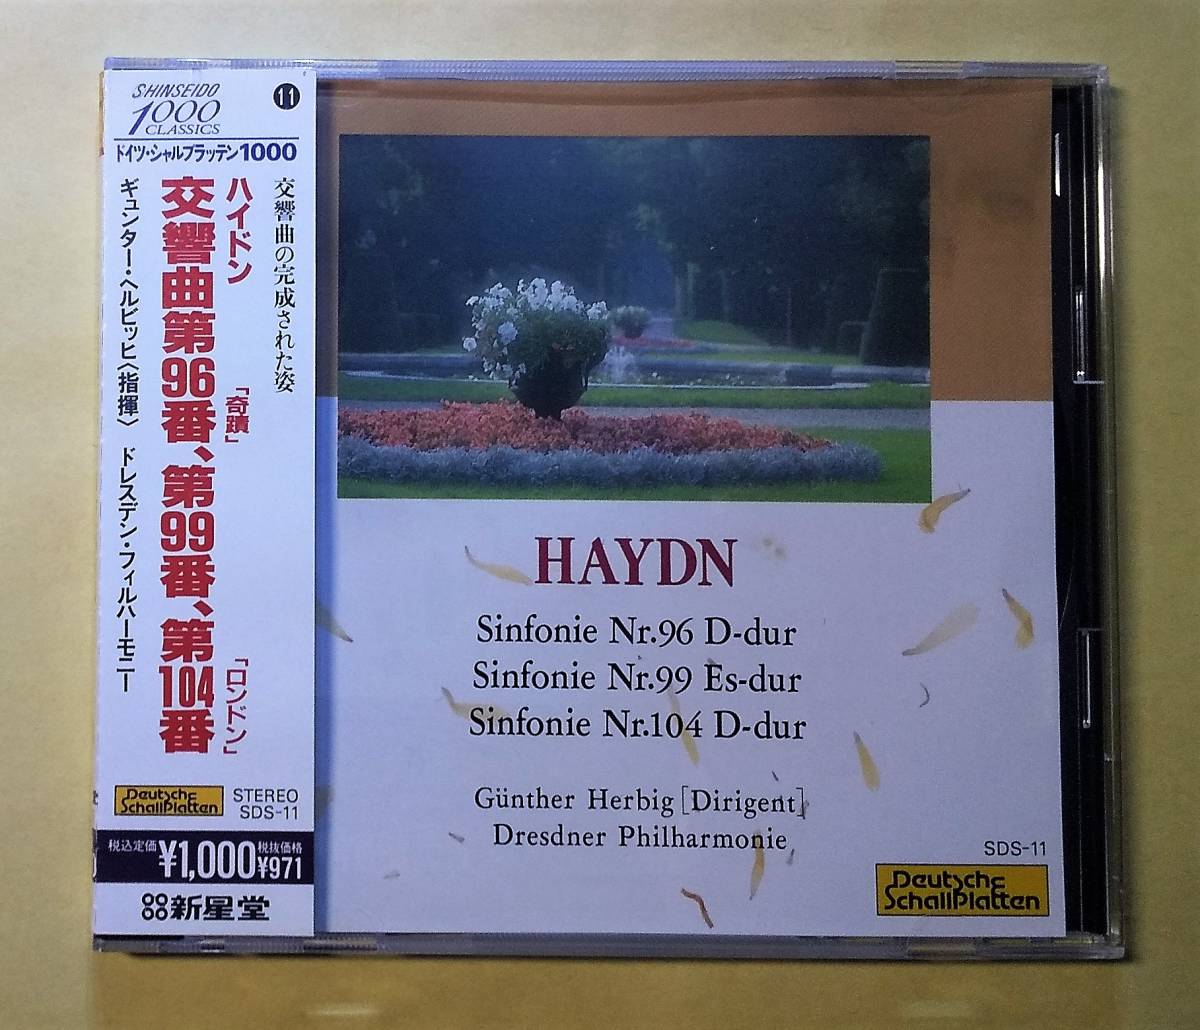 SHINSEIDO
1000
CLASSICS
11
ドイツ・シャルプラッテン1000
交響曲の完成された姿
ハイドン
「奇蹟」
「ロンドン」
交響曲第96番、第99番、第104番
ギュンター・ヘルビッヒ〈指揮〉 ドレスデン・フィルハーモニー
Deutsche
Schallplatten
STEREO
SDS-11
税込定価¥1,000税抜価格¥971
新星堂
HAYDN
Sinfonie Nr.96 D-dur
Sinfonie Nr.99 Es-dur
Sinfonie Nr.104 D-dur
Günther Herbig [Dirigent]
Dresdner Philharmonie
SDS-11
Deutsche
Schallplatten